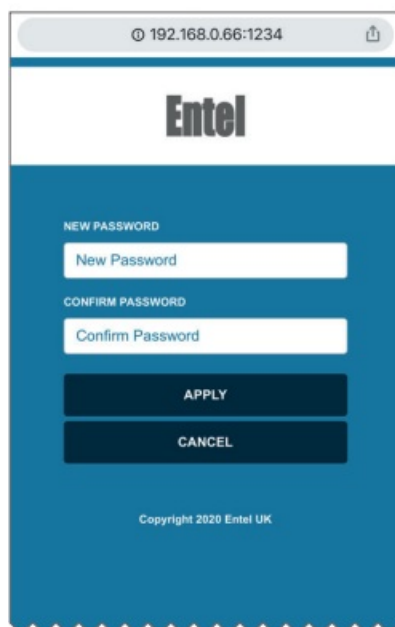 192.168.0.66:1234
Entel
NEW PASSWORD
New Password
CONFIRM PASSWORD
Confirm Password
APPLY
CANCEL
Copyright 2020 Entel UK